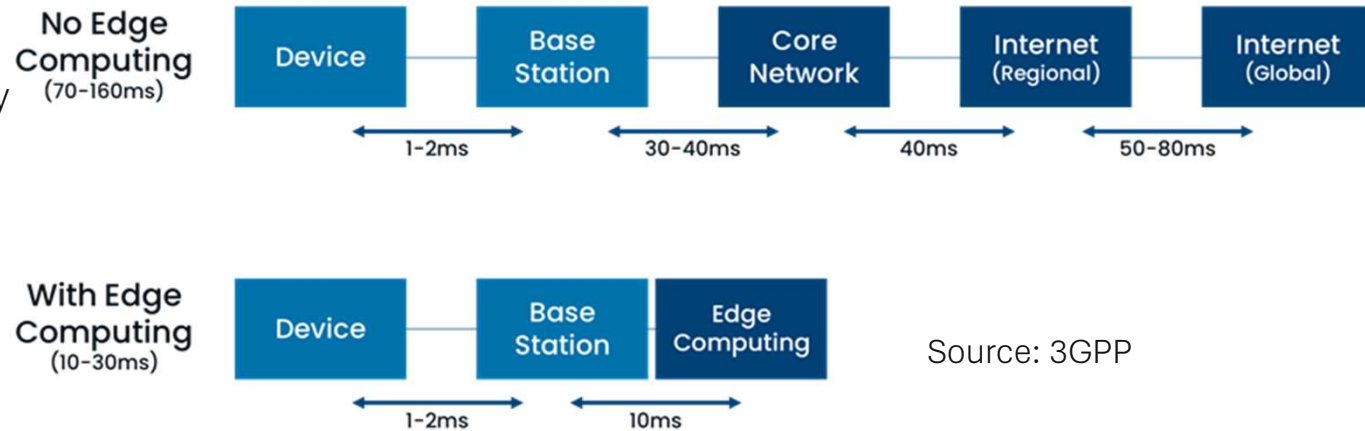 No Edge
Computing
(70-160ms)
y
Device
Base
Station
Core
Network
Internet
(Regional)
Internet
(Global)
1-2ms
30-40ms
40ms
50-80ms
With Edge
Computing
(10-30ms)
Device
Base
Station
Edge
Computing
1-2ms
10ms
Source: 3GPP